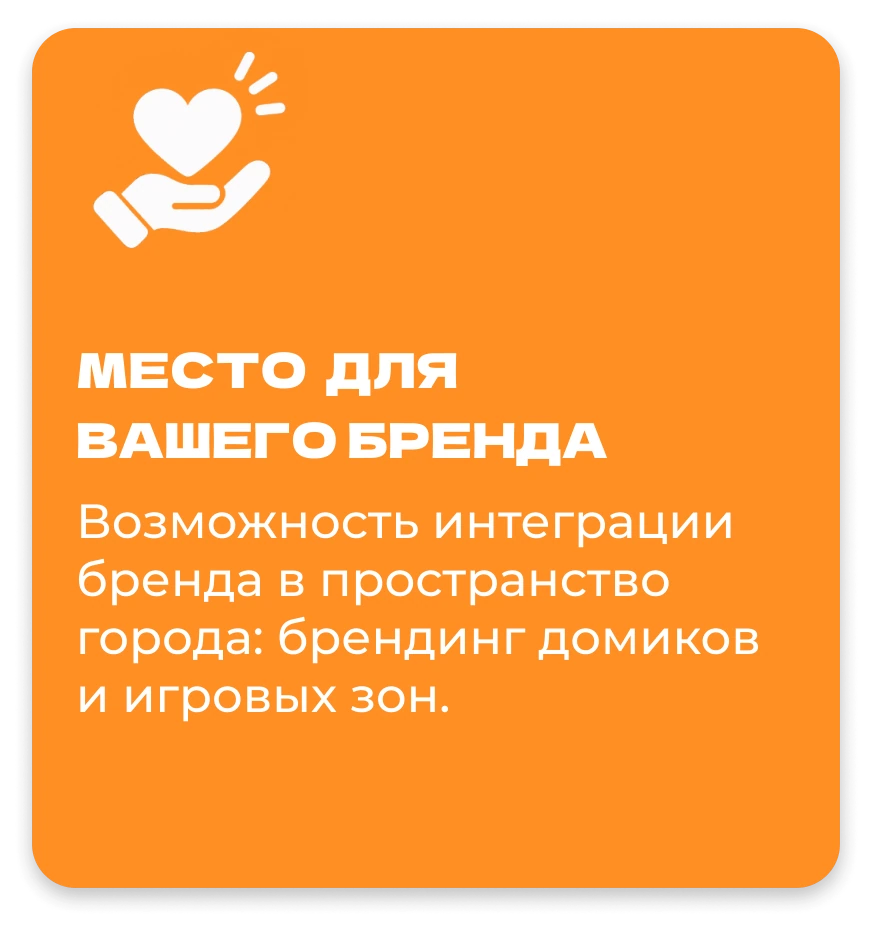 МЕСТО ДЛЯ
ВАШЕГО БРЕНДА
Возможность интеграции
бренда в пространство
города: брендинг домиков
и игровых зон.